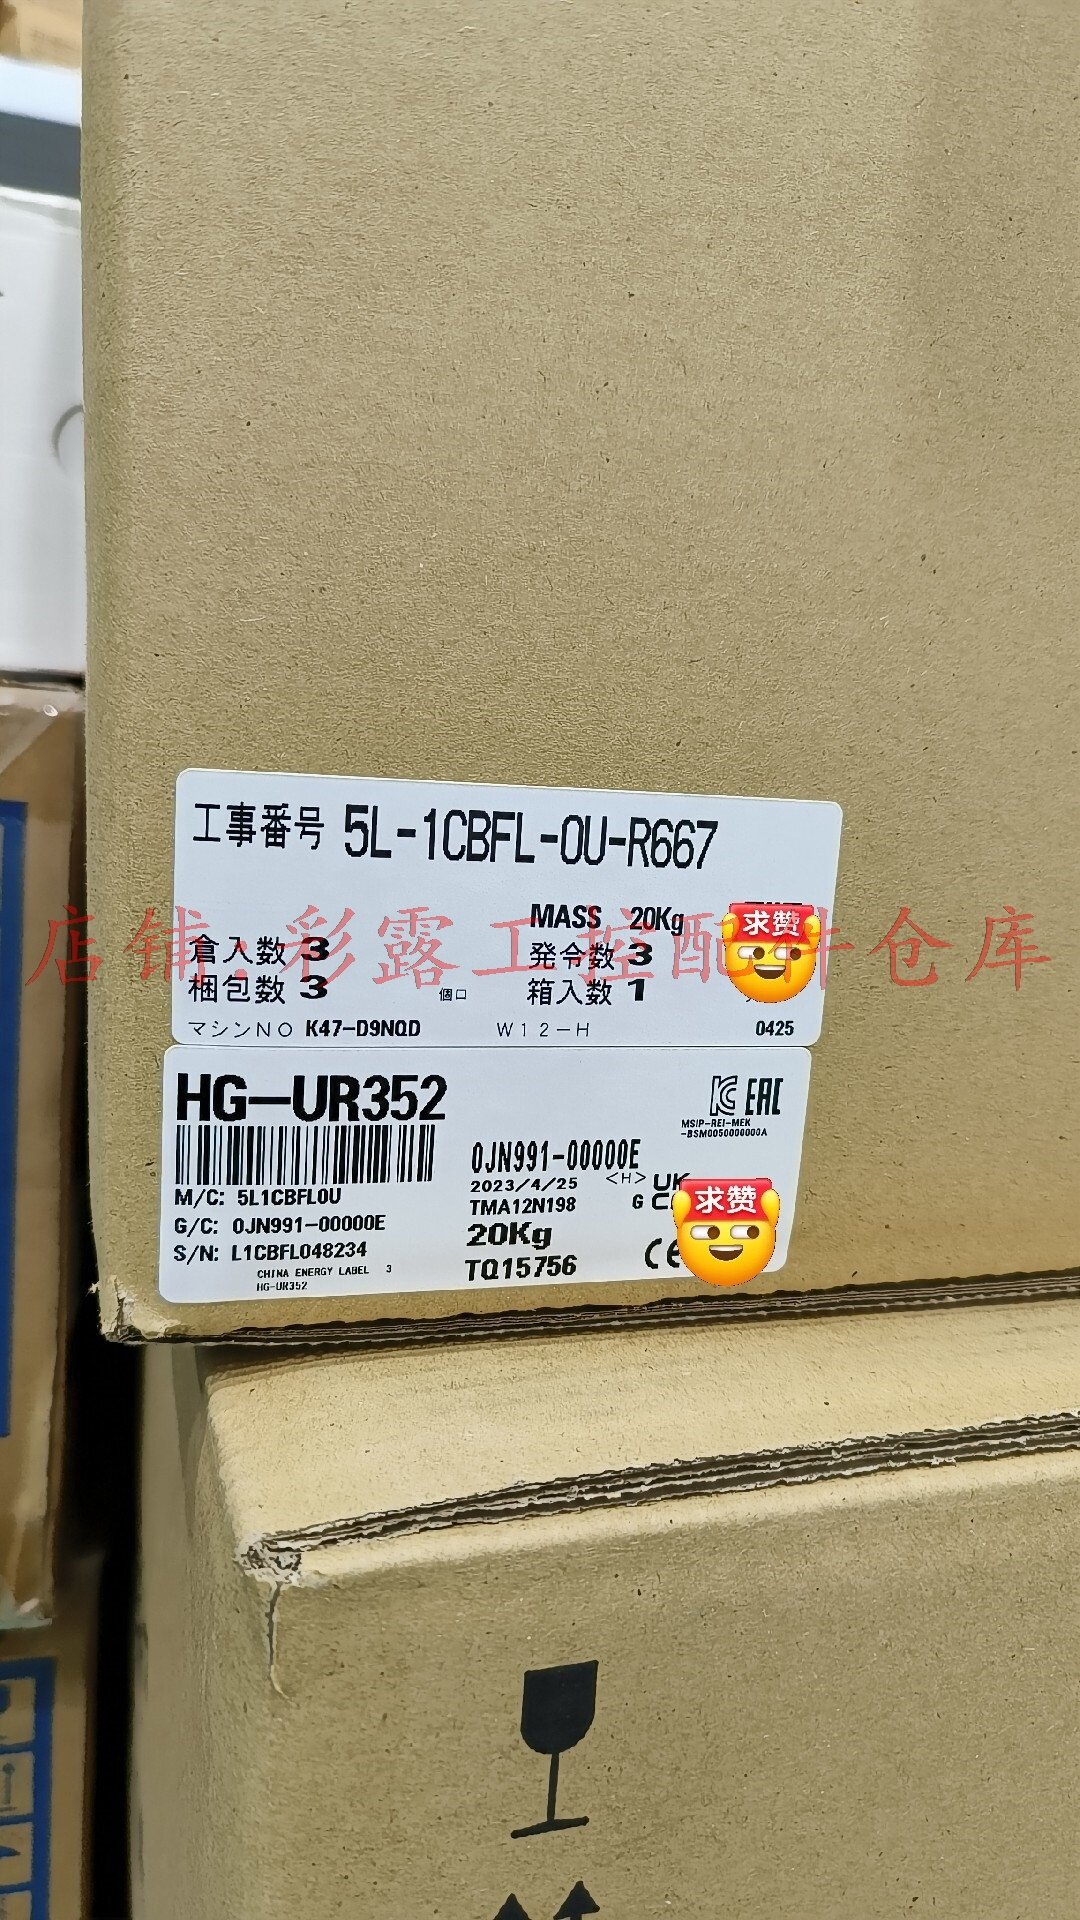 工事番号 5L-1CBFL-0U-R667
MASS 20Kg
求赞
店铺:彩露工控配件仓库
倉入数 3 発令数 3
梱包数 3 個口 箱入数 1
マシンNO K47-D9NQD W12-H 0425
HG-UR352
EAC
MSIP-REI-MEK
-BSM0050000000A
0JN991-00000E
M/C: 5L1CBFL0U 2023/4/25 <H> UK
G/C: 0JN991-00000E TMA12N198 G
S/N: L1CBFL048234 20Kg
求赞
CHINA ENERGY LABEL 3 TQ15756 CE
HG-UR352